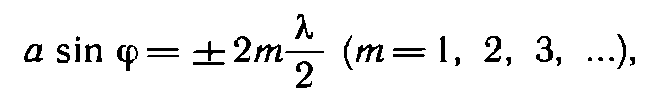 a sin φ = ± 2m λ/2 (m = 1, 2, 3, ...),